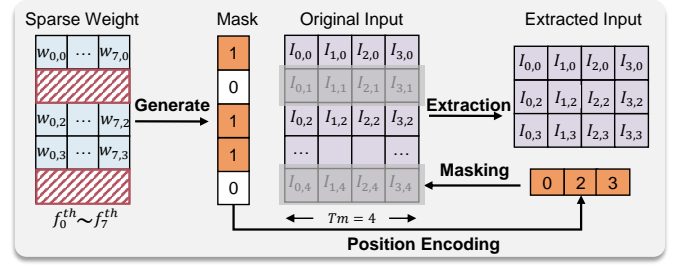 Sparse Weight Mask Original Input Extracted Input
w0,0 ... w7,0 1 I0,0 I1,0 I2,0 I3,0 I0,0 I1,0 I2,0 I3,0
0 I0,1 I1,1 I2,1 I3,1
Generate Extraction
w0,2 ... w7,2 1 I0,2 I1,2 I2,2 I3,2 I0,2 I1,2 I2,2 I3,2
w0,3 ... w7,3 1 ... ... I0,3 I1,3 I2,3 I3,3
Masking
0 I0,4 I1,4 I2,4 I3,4 0 2 3
f0th~f7th Tm = 4
Position Encoding